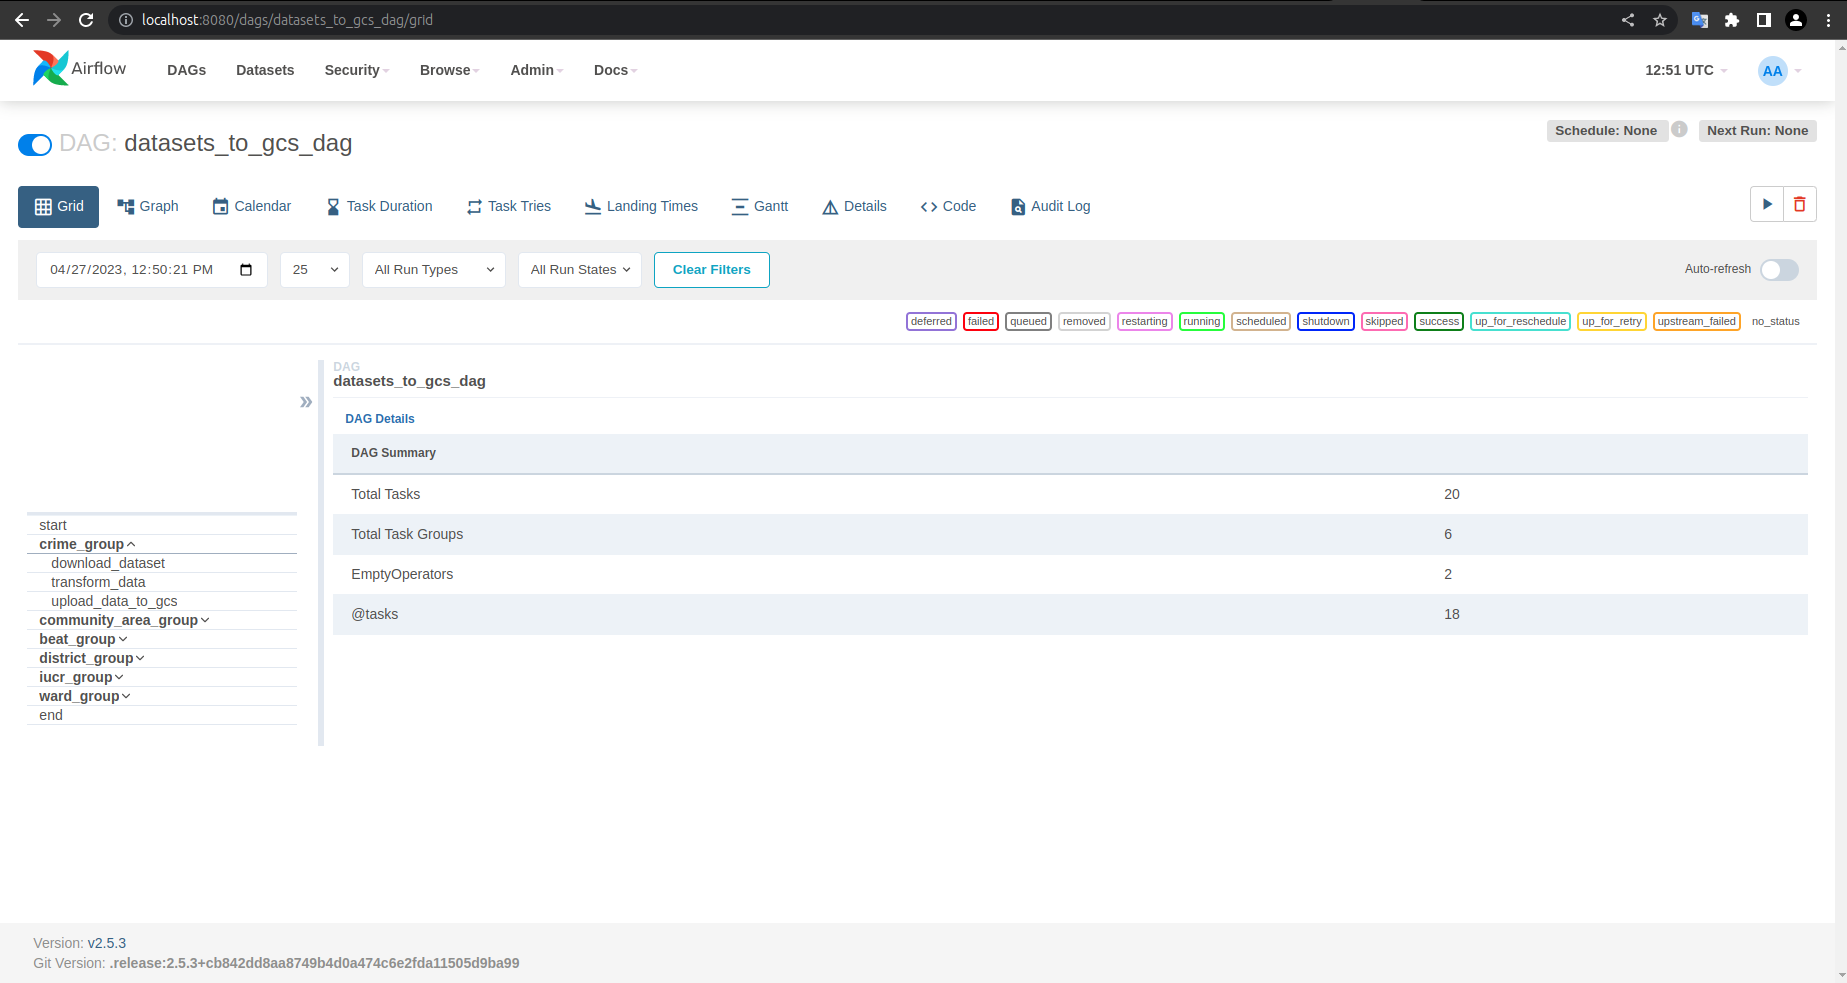 localhost:8080/dags/datasets_to_gcs_dag/grid
Airflow DAGs Datasets Security Browse Admin Docs 12:51 UTC AA
DAG: datasets_to_gcs_dag Schedule: None Next Run: None
Grid Graph Calendar Task Duration Task Tries Landing Times Gantt Details Code Audit Log
04/27/2023, 12:50:21 PM 25 All Run Types All Run States Clear Filters Auto-refresh
deferred failed queued removed restarting running scheduled shutdown skipped success up_for_reschedule up_for_retry upstream_failed no_status
start
crime_group
download_dataset
transform_data
upload_data_to_gcs
community_area_group
beat_group
district_group
iucr_group
ward_group
end
DAG
datasets_to_gcs_dag
DAG Details
DAG Summary
Total Tasks 20
Total Task Groups 6
EmptyOperators 2
@tasks 18
Version: v2.5.3
Git Version: .release:2.5.3+cb842dd8aa8749b4d0a474c6e2fda11505d9ba99